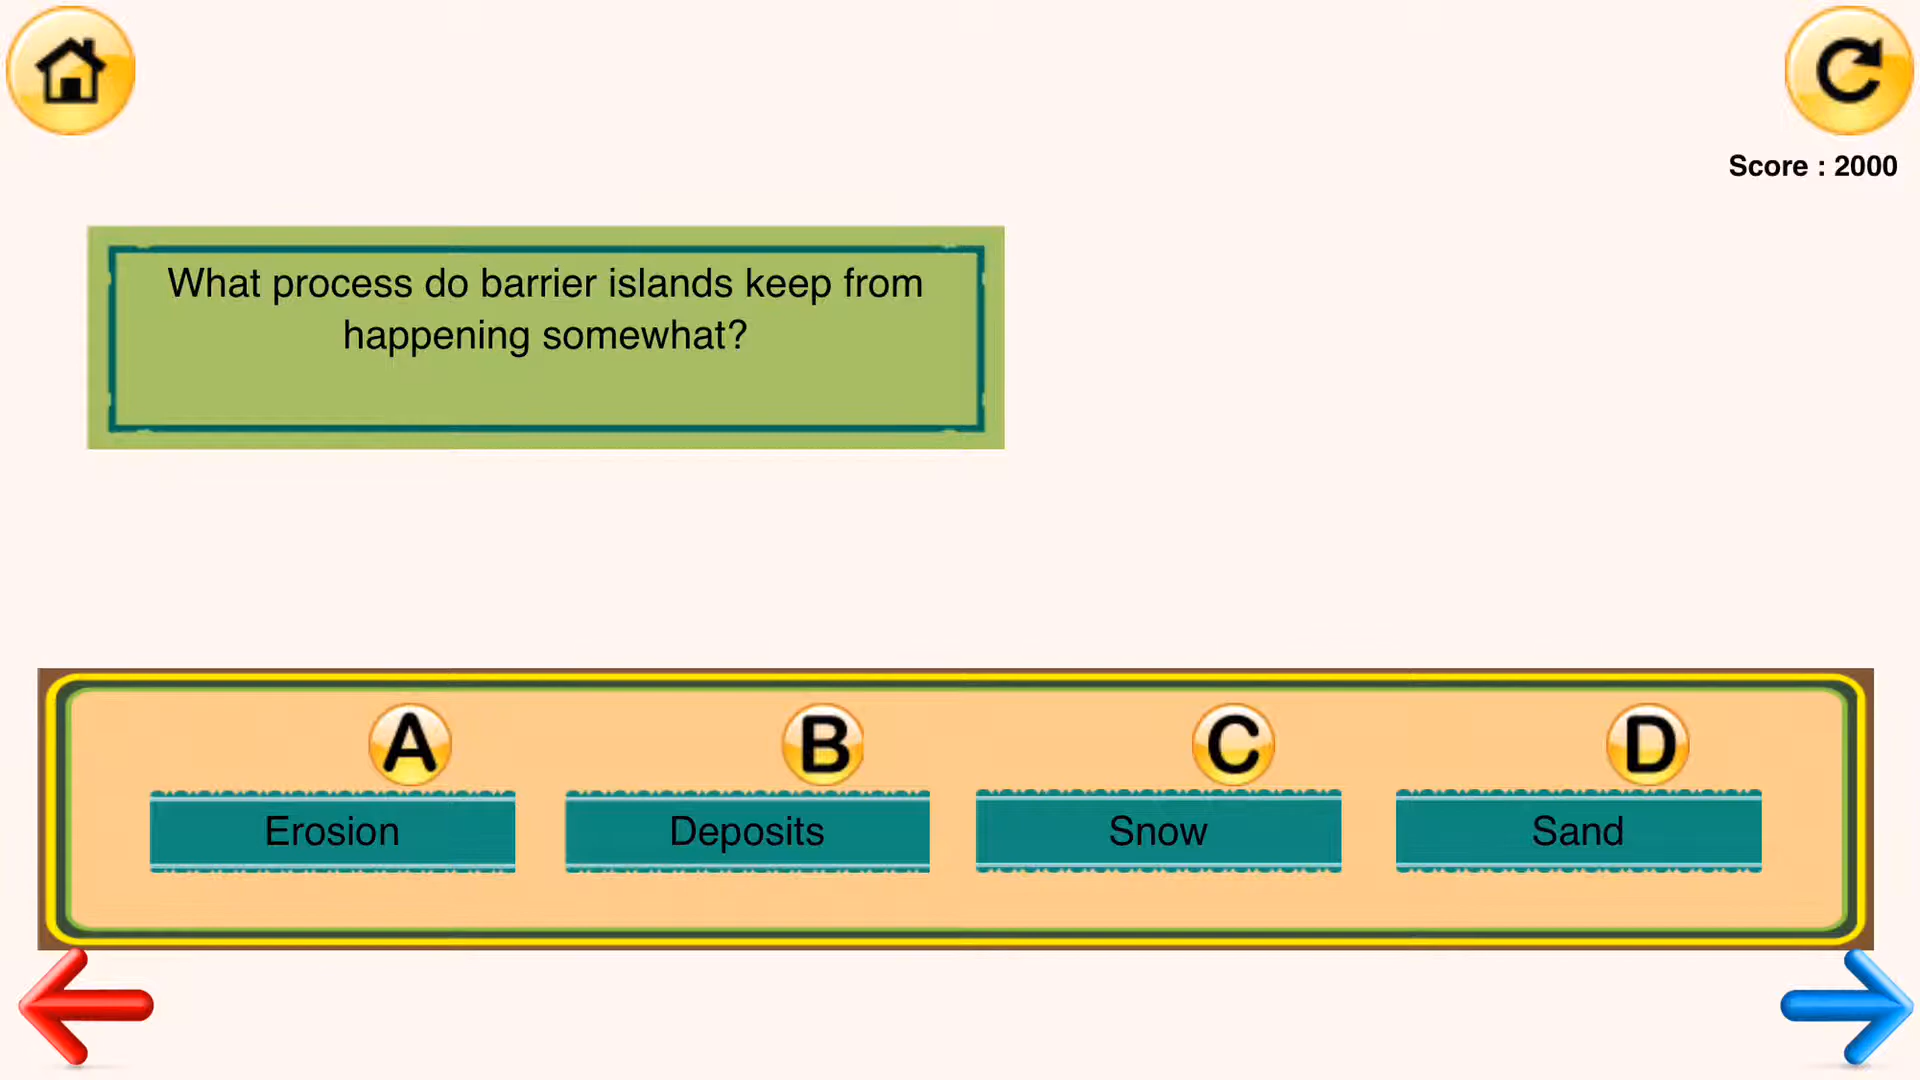 Score : 2000
What process do barrier islands keep from
happening somewhat?
A
B
C
D
Erosion
Deposits
Snow
Sand